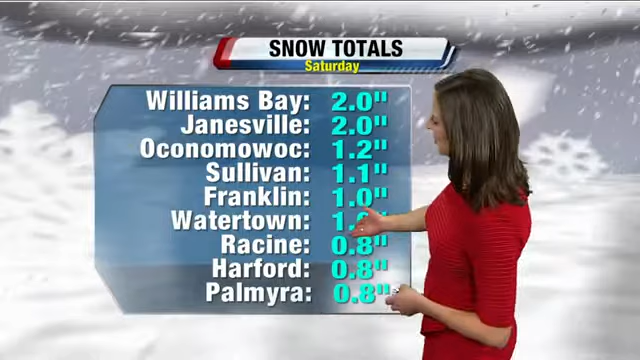 SNOW TOTALS
Saturday
Williams Bay: 2.0"
Janesville: 2.0"
Oconomowoc: 1.2"
Sullivan: 1.1"
Franklin: 1.0"
Watertown:
Racine: 0.8"
Harford: 0.8"
Palmyra: 0.8"